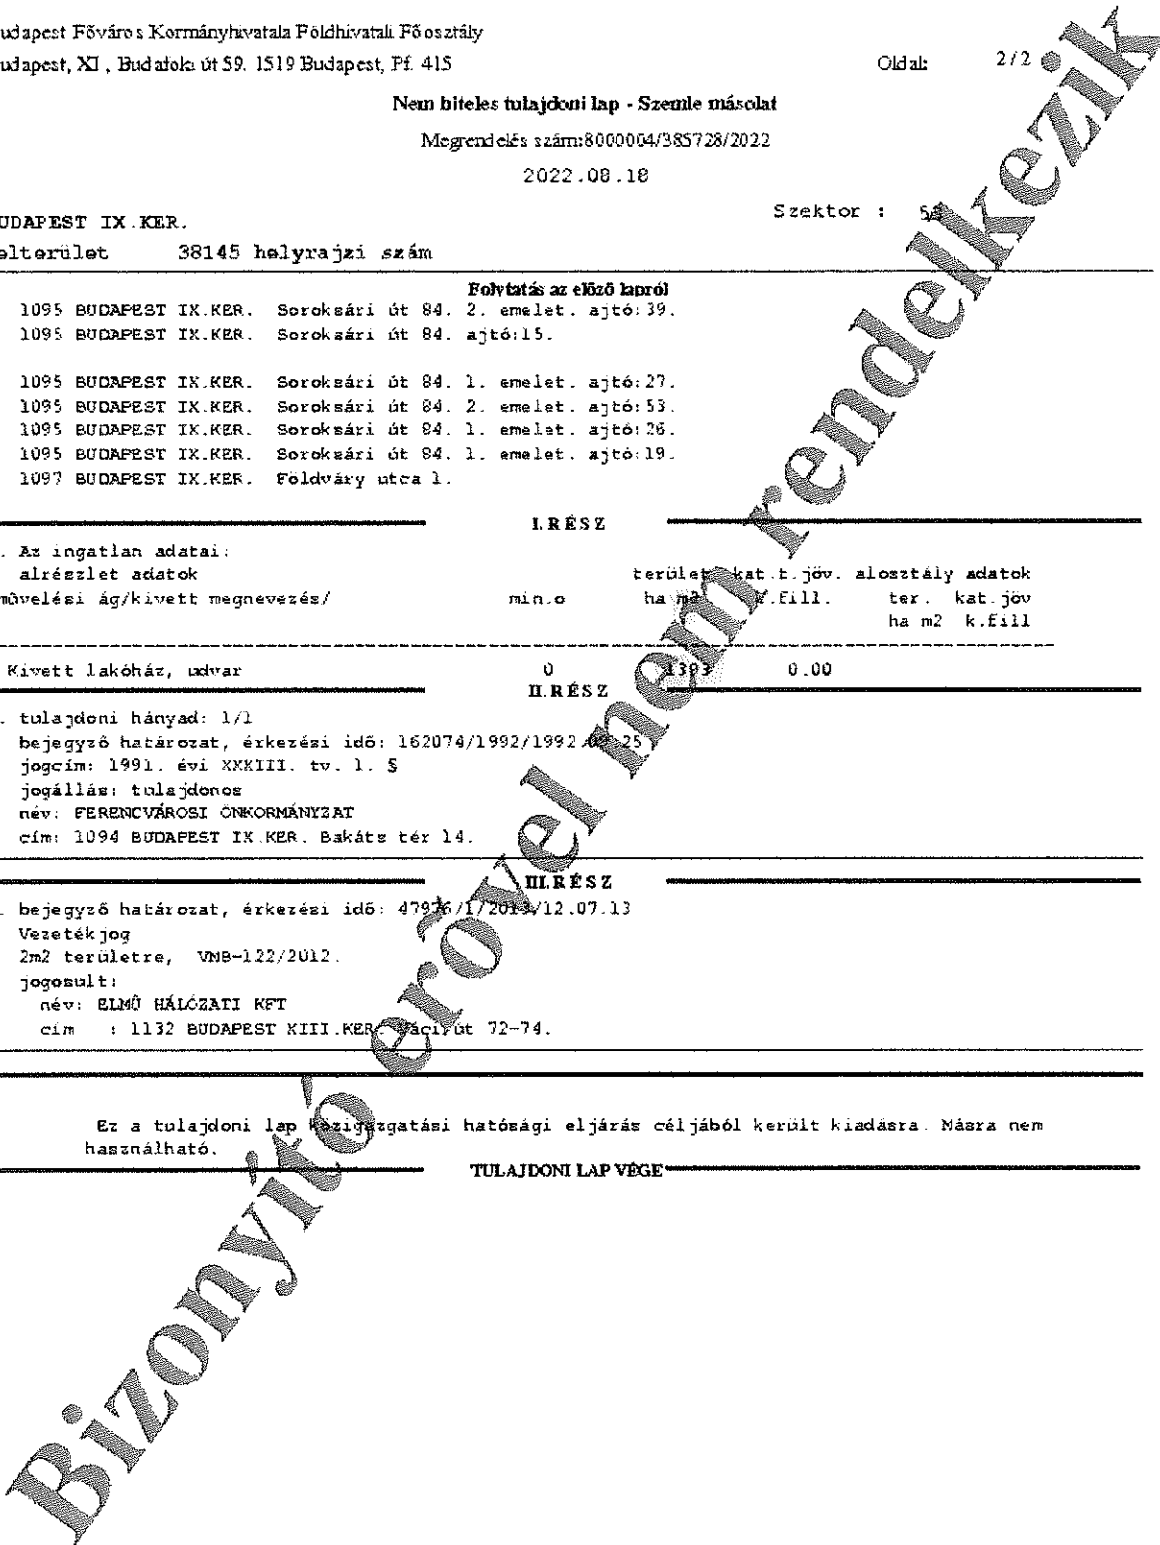 udapest Főváros Kormányhivatala Földhivatali Főosztály
udapest, XI., Budafoki út 59. 1519 Budapest, Pf. 415
Oldal: 2/2
Nem hiteles tulajdoni lap - Szemle másolat
Megrendelés szám:8000004/385728/2022
2022.08.18
Szektor :
UDAPEST IX.KER.
elterület 38145 helyrajzi szám
Folytatás az előző lapról
1095 BUDAPEST IX.KER. Soroksári út 84. 2. emelet. ajtó:39.
1095 BUDAPEST IX.KER. Soroksári út 84. ajtó:15.
1095 BUDAPEST IX.KER. Soroksári út 84. 1. emelet. ajtó:27.
1095 BUDAPEST IX.KER. Soroksári út 84. 2. emelet. ajtó:53.
1095 BUDAPEST IX.KER. Soroksári út 84. 1. emelet. ajtó:26.
1095 BUDAPEST IX.KER. Soroksári út 84. 1. emelet. ajtó:19.
1097 BUDAPEST IX.KER. Földváry utca 1.
I.RÉSZ
. Az ingatlan adatai:
alrészlet adatok terület kat.t.jöv. alosztály adatok
művelési ág/kivett megnevezés/ min.o ha m2 k.fill. ter. kat.jöv
ha m2 k.fill
Kivett lakóház, udvar 0 1393 0.00
II.RÉSZ
. tulajdoni hányad: 1/1
bejegyző határozat, érkezési idő: 162074/1992/1992
jogcím: 1991. évi XXXIII. tv. 1. §
jogállás: tulajdonos
név: FERENCVÁROSI ÖNKORMÁNYZAT
cím: 1094 BUDAPEST IX.KER. Bakáts tér 14.
III.RÉSZ
. bejegyző határozat, érkezési idő: 47976/1/2013/12.07.13
Vezetékjog
2m2 területre, VMB-122/2012.
jogosult:
név: ELMŰ HÁLÓZATI KFT
cím : 1132 BUDAPEST XIII.KER. Váci út 72-74.
Ez a tulajdoni lap közigazgatási hatósági eljárás céljából került kiadásra. Másra nem
használható.
TULAJDONI LAP VÉGE
Bizonyító erővel nem rendelkezik